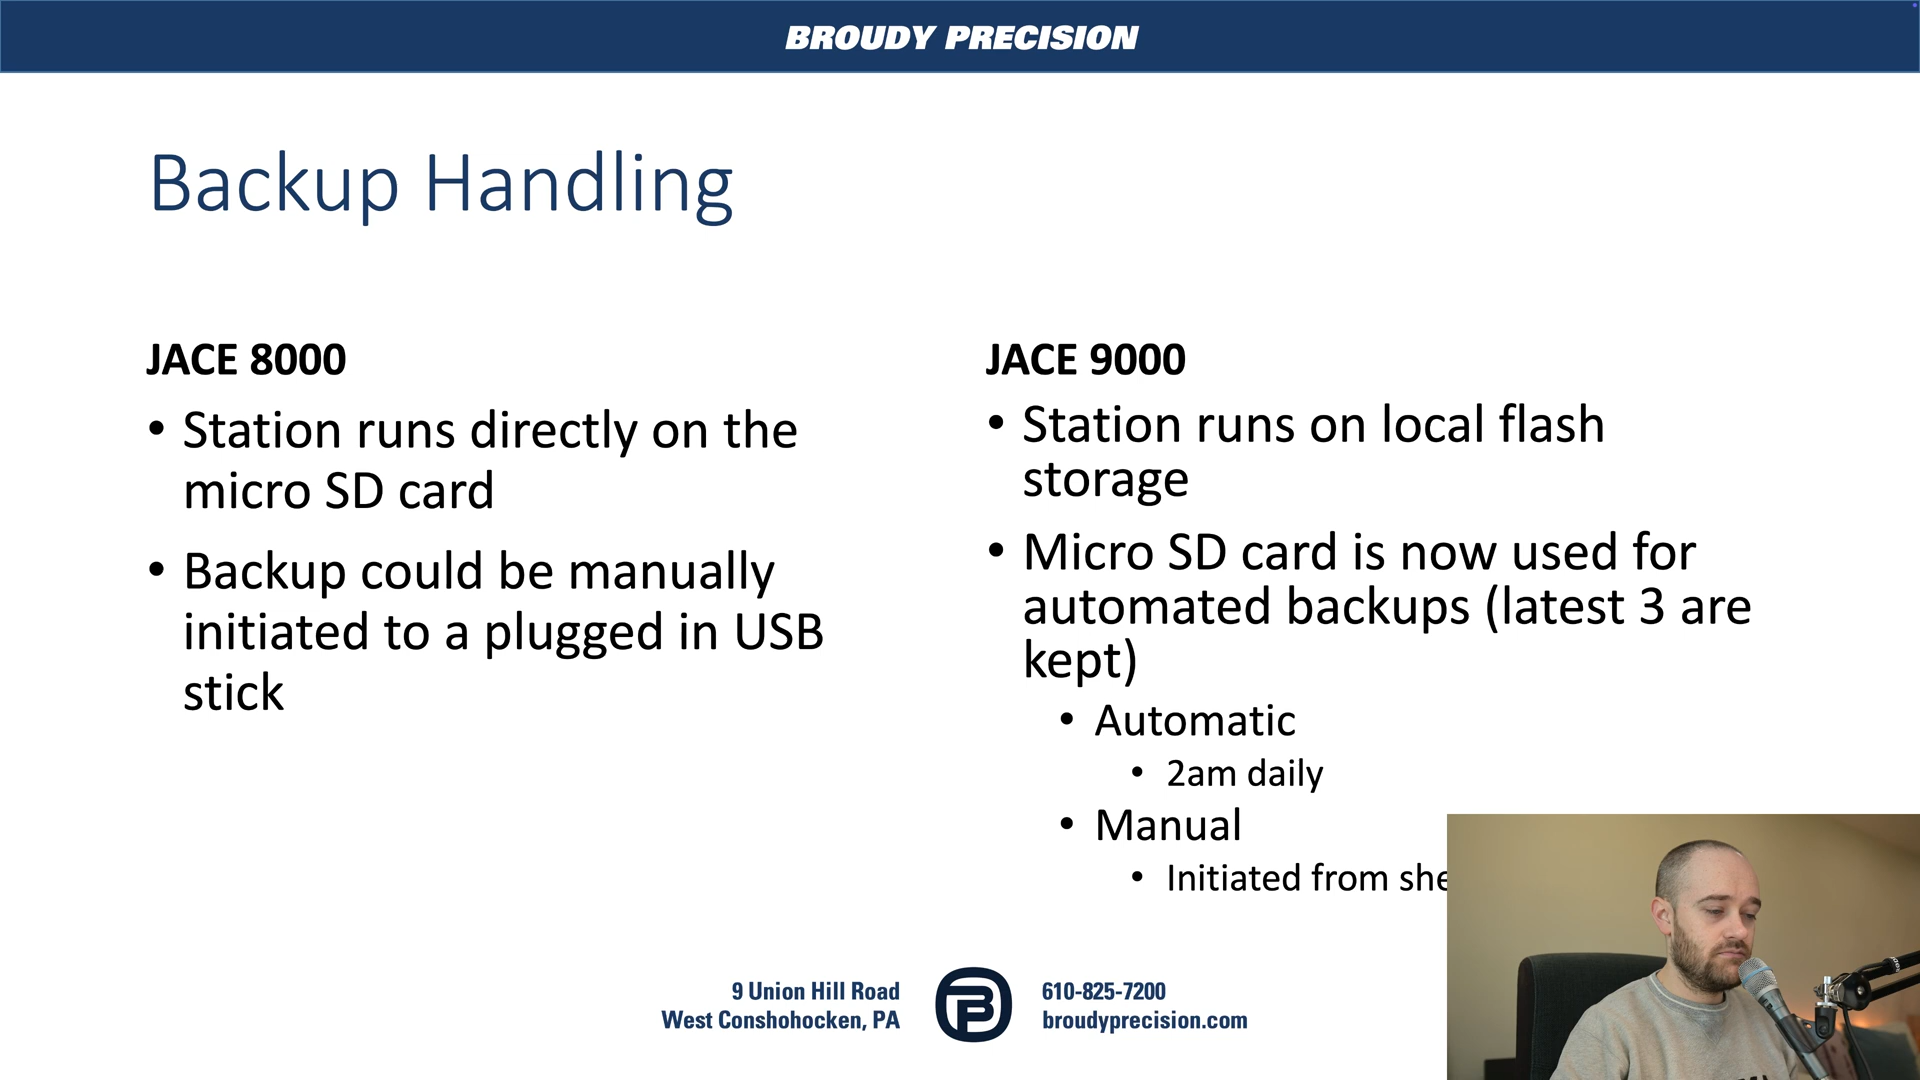 BROUDY PRECISION
Backup Handling
JACE 8000
• Station runs directly on the
micro SD card
• Backup could be manually
initiated to a plugged in USB
stick
JACE 9000
• Station runs on local flash
storage
• Micro SD card is now used for
automated backups (latest 3 are
kept)
• Automatic
• 2am daily
• Manual
• Initiated from
9 Union Hill Road
West Conshohocken, PA
610-825-7200
broudyprecision.com